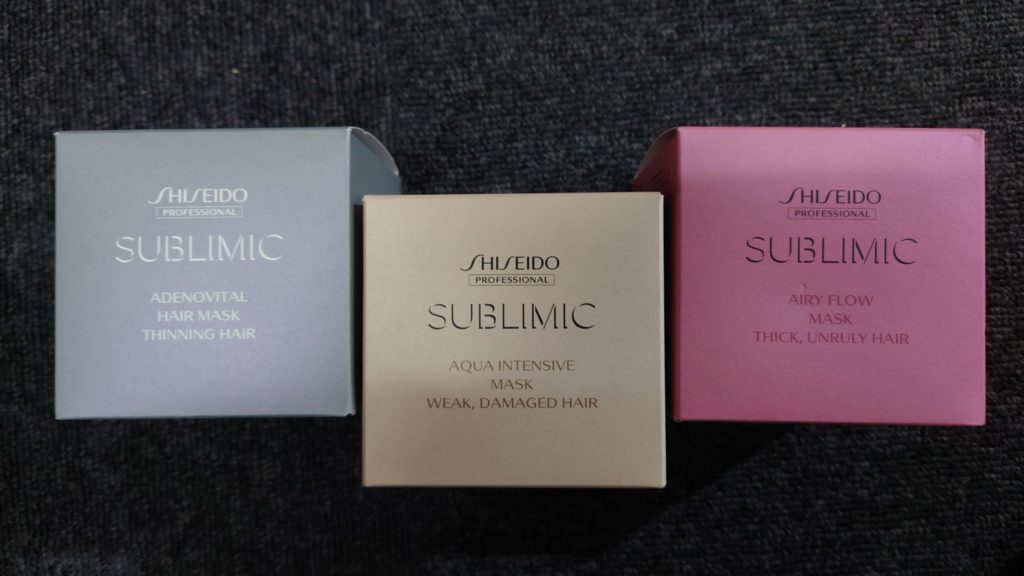 SHISEIDO
PROFESSIONAL
SUBLIMIC
ADENOVITAL
HAIR MASK
THINNING HAIR
SHISEIDO
PROFESSIONAL
SUBLIMIC
AQUA INTENSIVE
MASK
WEAK, DAMAGED HAIR
SHISEIDO
PROFESSIONAL
SUBLIMIC
AIRY FLOW
MASK
THICK, UNRULY HAIR